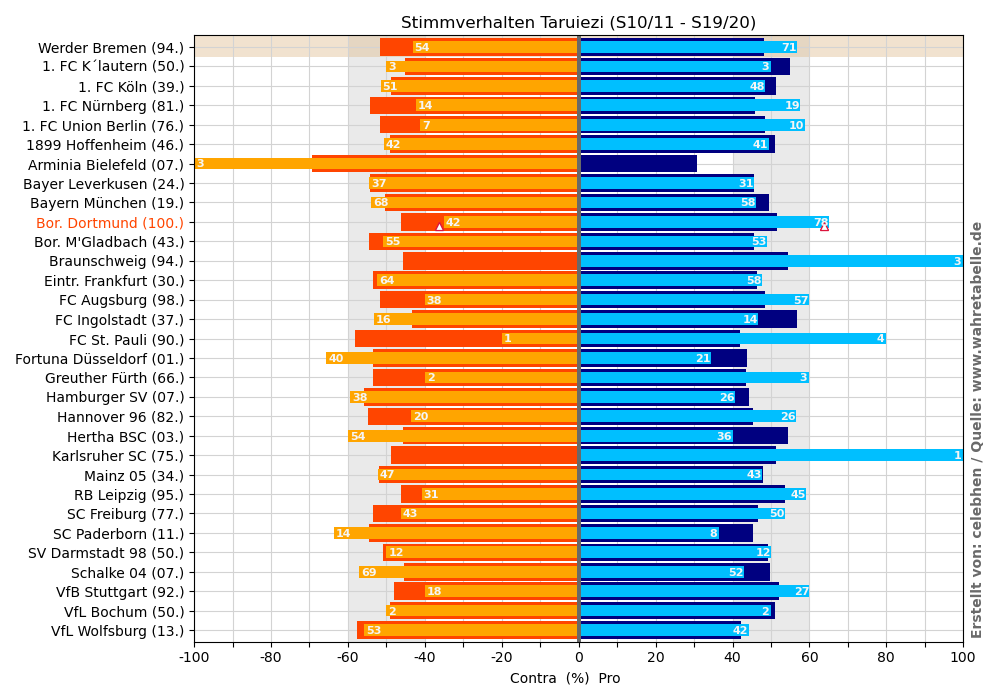 Stimmverhalten Taruiezi (S10/11 - S19/20)
Werder Bremen (94.) 54 71
1. FC K´lautern (50.) 3 3
1. FC Köln (39.) 51 48
1. FC Nürnberg (81.) 14 19
1. FC Union Berlin (76.) 7 10
1899 Hoffenheim (46.) 42 41
Arminia Bielefeld (07.) 3
Bayer Leverkusen (24.) 37 31
Bayern München (19.) 68 58
Bor. Dortmund (100.) 42 78
Bor. M'Gladbach (43.) 55 53
Braunschweig (94.) 3
Eintr. Frankfurt (30.) 64 58
FC Augsburg (98.) 38 57
FC Ingolstadt (37.) 16 14
FC St. Pauli (90.) 1 4
Fortuna Düsseldorf (01.) 40 21
Greuther Fürth (66.) 2 3
Hamburger SV (07.) 38 26
Hannover 96 (82.) 20 26
Hertha BSC (03.) 54 36
Karlsruher SC (75.) 1
Mainz 05 (34.) 47 43
RB Leipzig (95.) 31 45
SC Freiburg (77.) 43 50
SC Paderborn (11.) 14 8
SV Darmstadt 98 (50.) 12 12
Schalke 04 (07.) 69 52
VfB Stuttgart (92.) 18 27
VfL Bochum (50.) 2 2
VfL Wolfsburg (13.) 53 42
-100 -80 -60 -40 -20 0 20 40 60 80 100
Contra (%) Pro
Erstellt von: celebhen / Quelle: www.wahretabelle.de